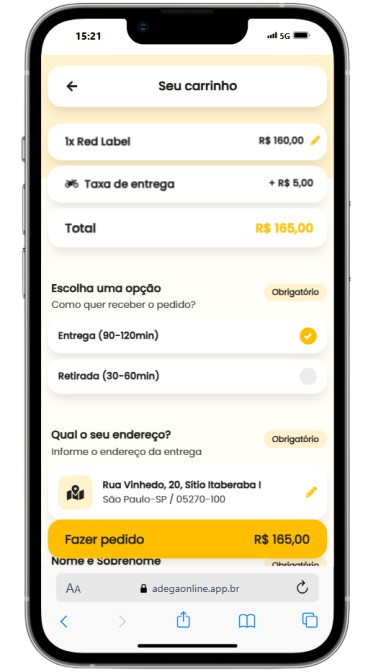 15:21
5G
Seu carrinho
1x Red Label R$ 160,00
Taxa de entrega + R$ 5,00
Total R$ 165,00
Escolha uma opção Obrigatório
Como quer receber o pedido?
Entrega (90-120min)
Retirada (30-60min)
Qual o seu endereço? Obrigatório
Informe o endereço da entrega
Rua Vinhedo, 20, Sítio Itaberaba I
São Paulo-SP / 05270-100
Fazer pedido R$ 165,00
Nome e Sobrenome Obrigatório
AA adegaonline.app.br